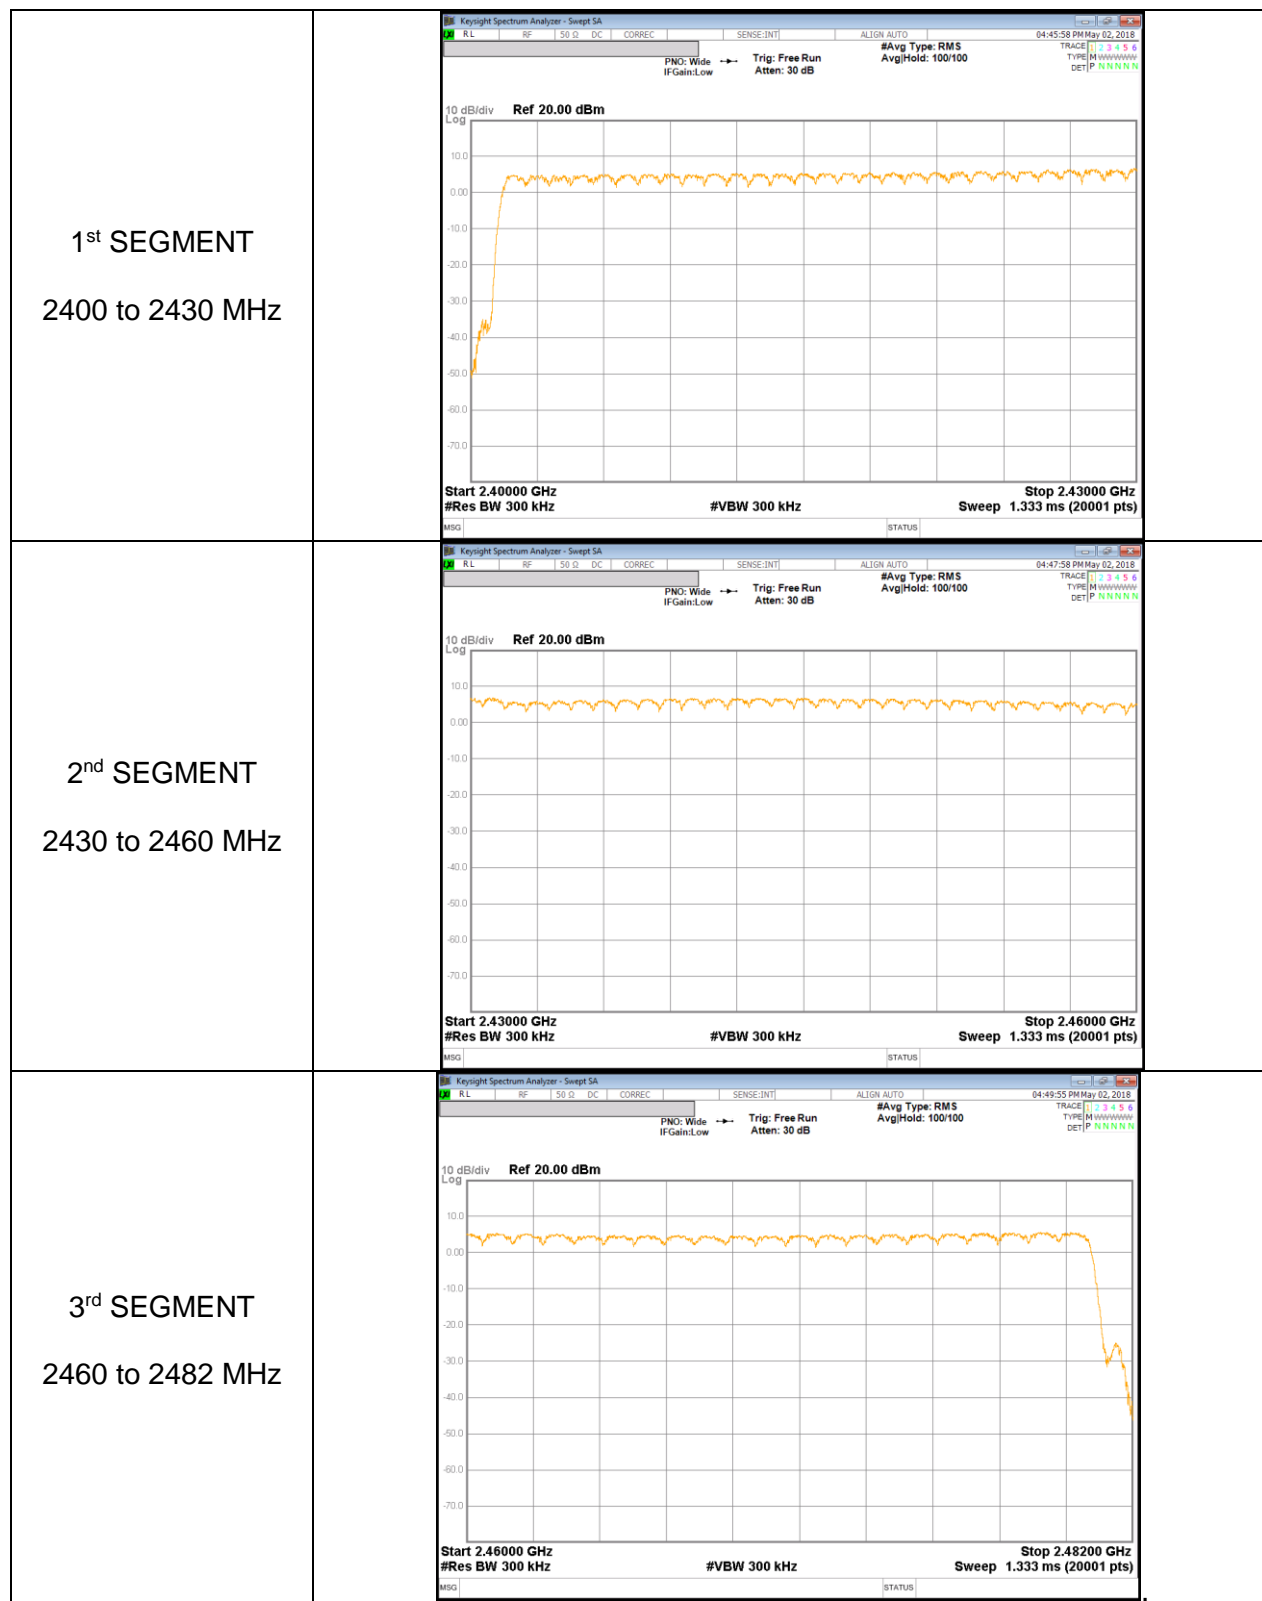 1st SEGMENT
2400 to 2430 MHz
Keysight Spectrum Analyzer - Swept SA
LXI RL RF 50 Ω DC CORREC SENSE:INT ALIGN AUTO 04:45:58 PM May 02, 2018
PNO: Wide Trig: Free Run #Avg Type: RMS TRACE 1 2 3 4 5 6
IFGain:Low Atten: 30 dB Avg|Hold: 100/100 TYPE M WWWWW
DET P N N N N N
10 dB/div Ref 20.00 dBm
Log
10.0
0.00
-10.0
-20.0
-30.0
-40.0
-50.0
-60.0
-70.0
Start 2.40000 GHz Stop 2.43000 GHz
#Res BW 300 kHz #VBW 300 kHz Sweep 1.333 ms (20001 pts)
MSG STATUS
2nd SEGMENT
2430 to 2460 MHz
Keysight Spectrum Analyzer - Swept SA
LXI RL RF 50 Ω DC CORREC SENSE:INT ALIGN AUTO 04:47:58 PM May 02, 2018
PNO: Wide Trig: Free Run #Avg Type: RMS TRACE 1 2 3 4 5 6
IFGain:Low Atten: 30 dB Avg|Hold: 100/100 TYPE M WWWWW
DET P N N N N N
10 dB/div Ref 20.00 dBm
Log
10.0
0.00
-10.0
-20.0
-30.0
-40.0
-50.0
-60.0
-70.0
Start 2.43000 GHz Stop 2.46000 GHz
#Res BW 300 kHz #VBW 300 kHz Sweep 1.333 ms (20001 pts)
MSG STATUS
3rd SEGMENT
2460 to 2482 MHz
Keysight Spectrum Analyzer - Swept SA
LXI RL RF 50 Ω DC CORREC SENSE:INT ALIGN AUTO 04:49:55 PM May 02, 2018
PNO: Wide Trig: Free Run #Avg Type: RMS TRACE 1 2 3 4 5 6
IFGain:Low Atten: 30 dB Avg|Hold: 100/100 TYPE M WWWWW
DET P N N N N N
10 dB/div Ref 20.00 dBm
Log
10.0
0.00
-10.0
-20.0
-30.0
-40.0
-50.0
-60.0
-70.0
Start 2.46000 GHz Stop 2.48200 GHz
#Res BW 300 kHz #VBW 300 kHz Sweep 1.333 ms (20001 pts)
MSG STATUS
.